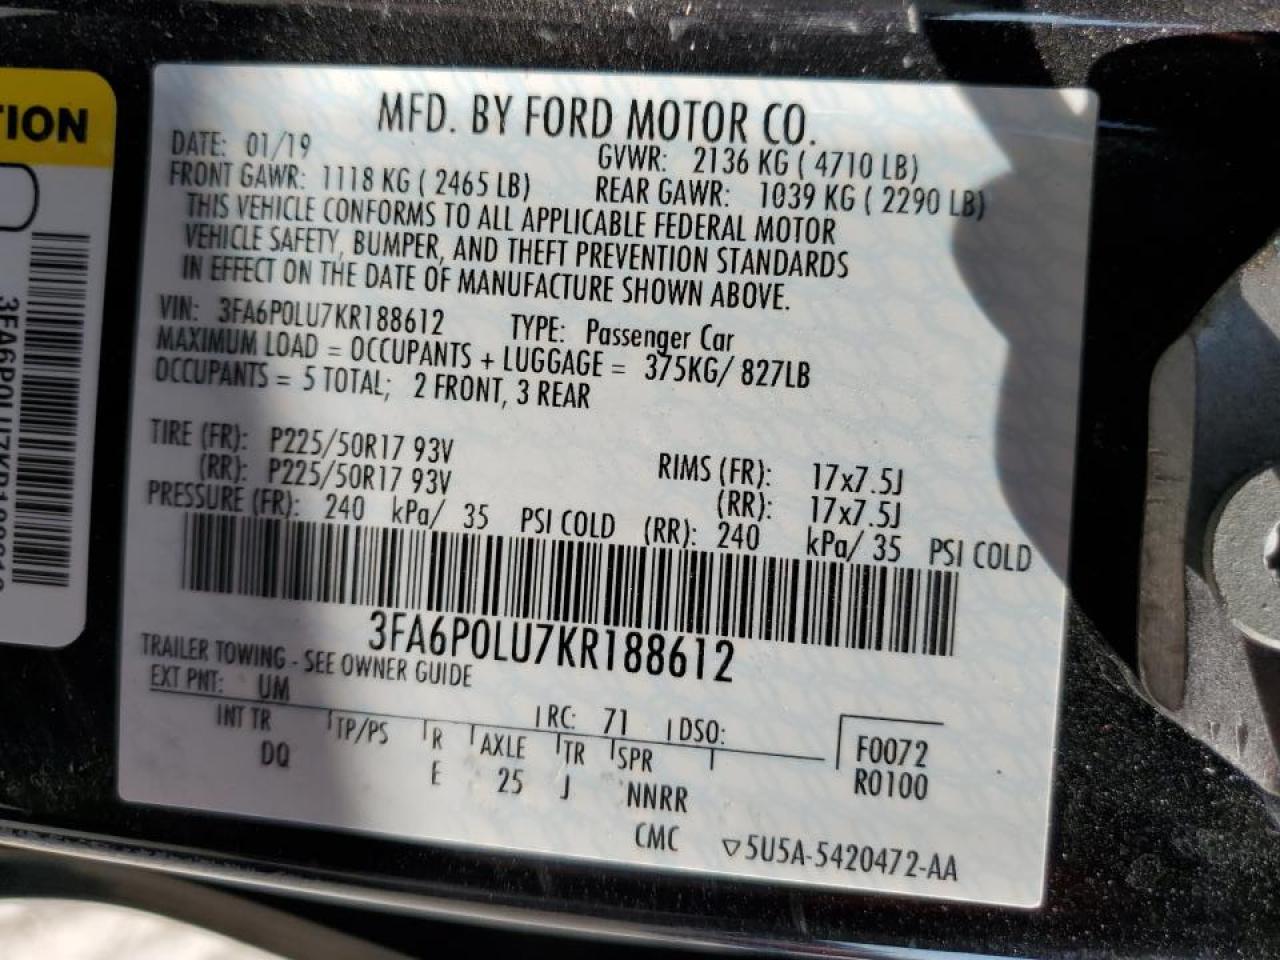 TION
MFD. BY FORD MOTOR CO.
DATE: 01/19 GVWR: 2136 KG ( 4710 LB)
FRONT GAWR: 1118 KG ( 2465 LB) REAR GAWR: 1039 KG ( 2290 LB)
THIS VEHICLE CONFORMS TO ALL APPLICABLE FEDERAL MOTOR
VEHICLE SAFETY, BUMPER, AND THEFT PREVENTION STANDARDS
IN EFFECT ON THE DATE OF MANUFACTURE SHOWN ABOVE.
VIN: 3FA6P0LU7KR188612 TYPE: Passenger Car
MAXIMUM LOAD = OCCUPANTS + LUGGAGE = 375KG/ 827LB
OCCUPANTS = 5 TOTAL; 2 FRONT, 3 REAR
TIRE (FR): P225/50R17 93V RIMS (FR): 17x7.5J
(RR): P225/50R17 93V (RR): 17x7.5J
PRESSURE (FR): 240 kPa/ 35 PSI COLD (RR): 240 kPa/ 35 PSI COLD
3FA6P0LU7KR188612
TRAILER TOWING - SEE OWNER GUIDE
EXT PNT: UM RC: 71 DSO:
INT TR TP/PS R AXLE TR SPR F0072
DQ E 25 J NNRR R0100
CMC ▽5U5A-5420472-AA
3FA6P0LU7KR188612